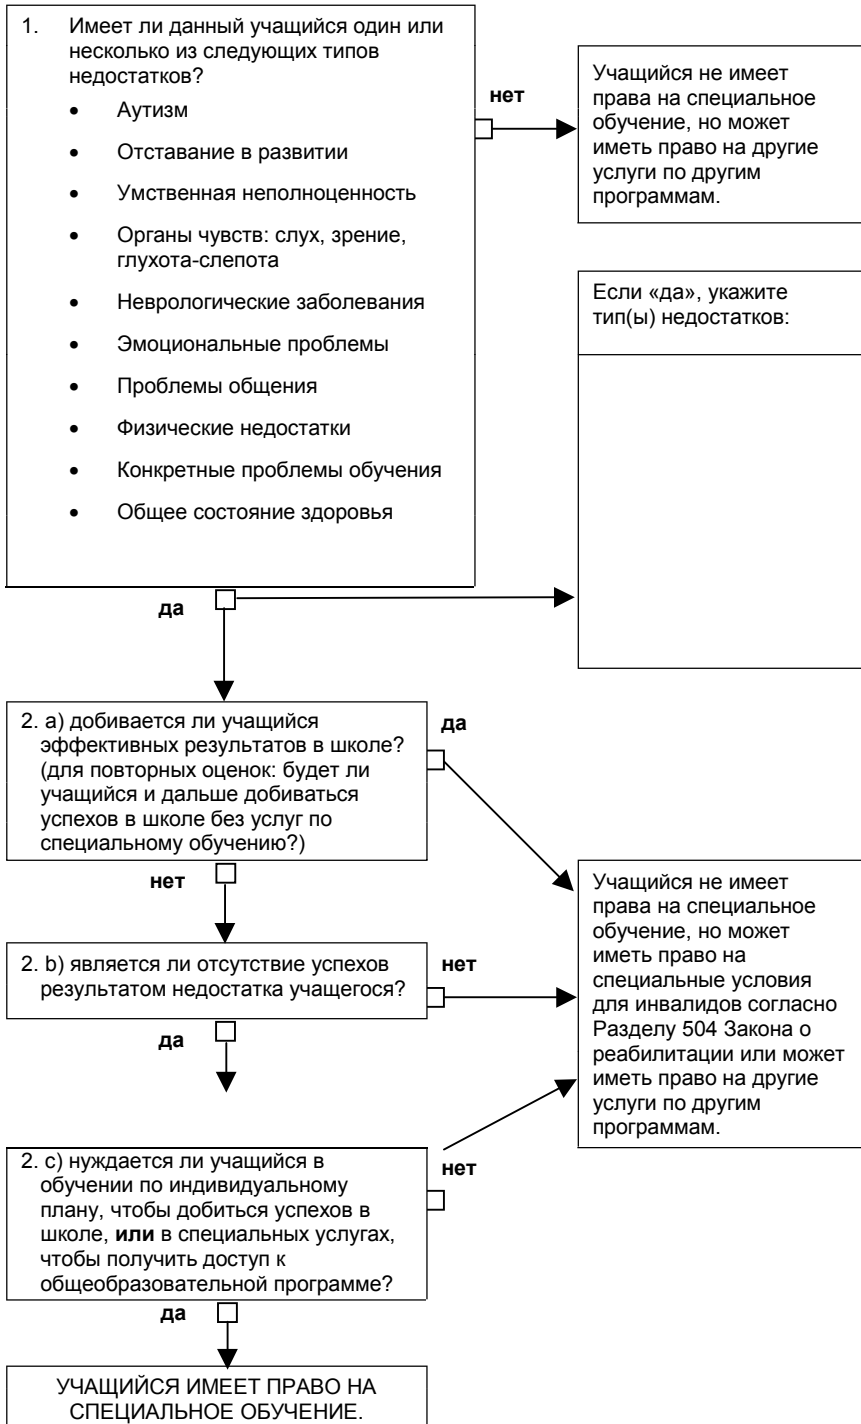 1. Имеет ли данный учащийся один или
несколько из следующих типов
недостатков?
• Аутизм
• Отставание в развитии
• Умственная неполноценность
• Органы чувств: слух, зрение,
глухота-слепота
• Неврологические заболевания
• Эмоциональные проблемы
• Проблемы общения
• Физические недостатки
• Конкретные проблемы обучения
• Общее состояние здоровья
нет
Учащийся не имеет
права на специальное
обучение, но может
иметь право на другие
услуги по другим
программам.
Если «да», укажите
тип(ы) недостатков:
да
2. a) добивается ли учащийся
эффективных результатов в школе?
(для повторных оценок: будет ли
учащийся и дальше добиваться
успехов в школе без услуг по
специальному обучению?)
да
нет
2. b) является ли отсутствие успехов
результатом недостатка учащегося?
нет
да
Учащийся не имеет
права на специальное
обучение, но может
иметь право на
специальные условия
для инвалидов согласно
Разделу 504 Закона о
реабилитации или может
иметь право на другие
услуги по другим
программам.
2. c) нуждается ли учащийся в
обучении по индивидуальному
плану, чтобы добиться успехов в
школе, или в специальных услугах,
чтобы получить доступ к
общеобразовательной программе?
нет
да
УЧАЩИЙСЯ ИМЕЕТ ПРАВО НА
СПЕЦИАЛЬНОЕ ОБУЧЕНИЕ.